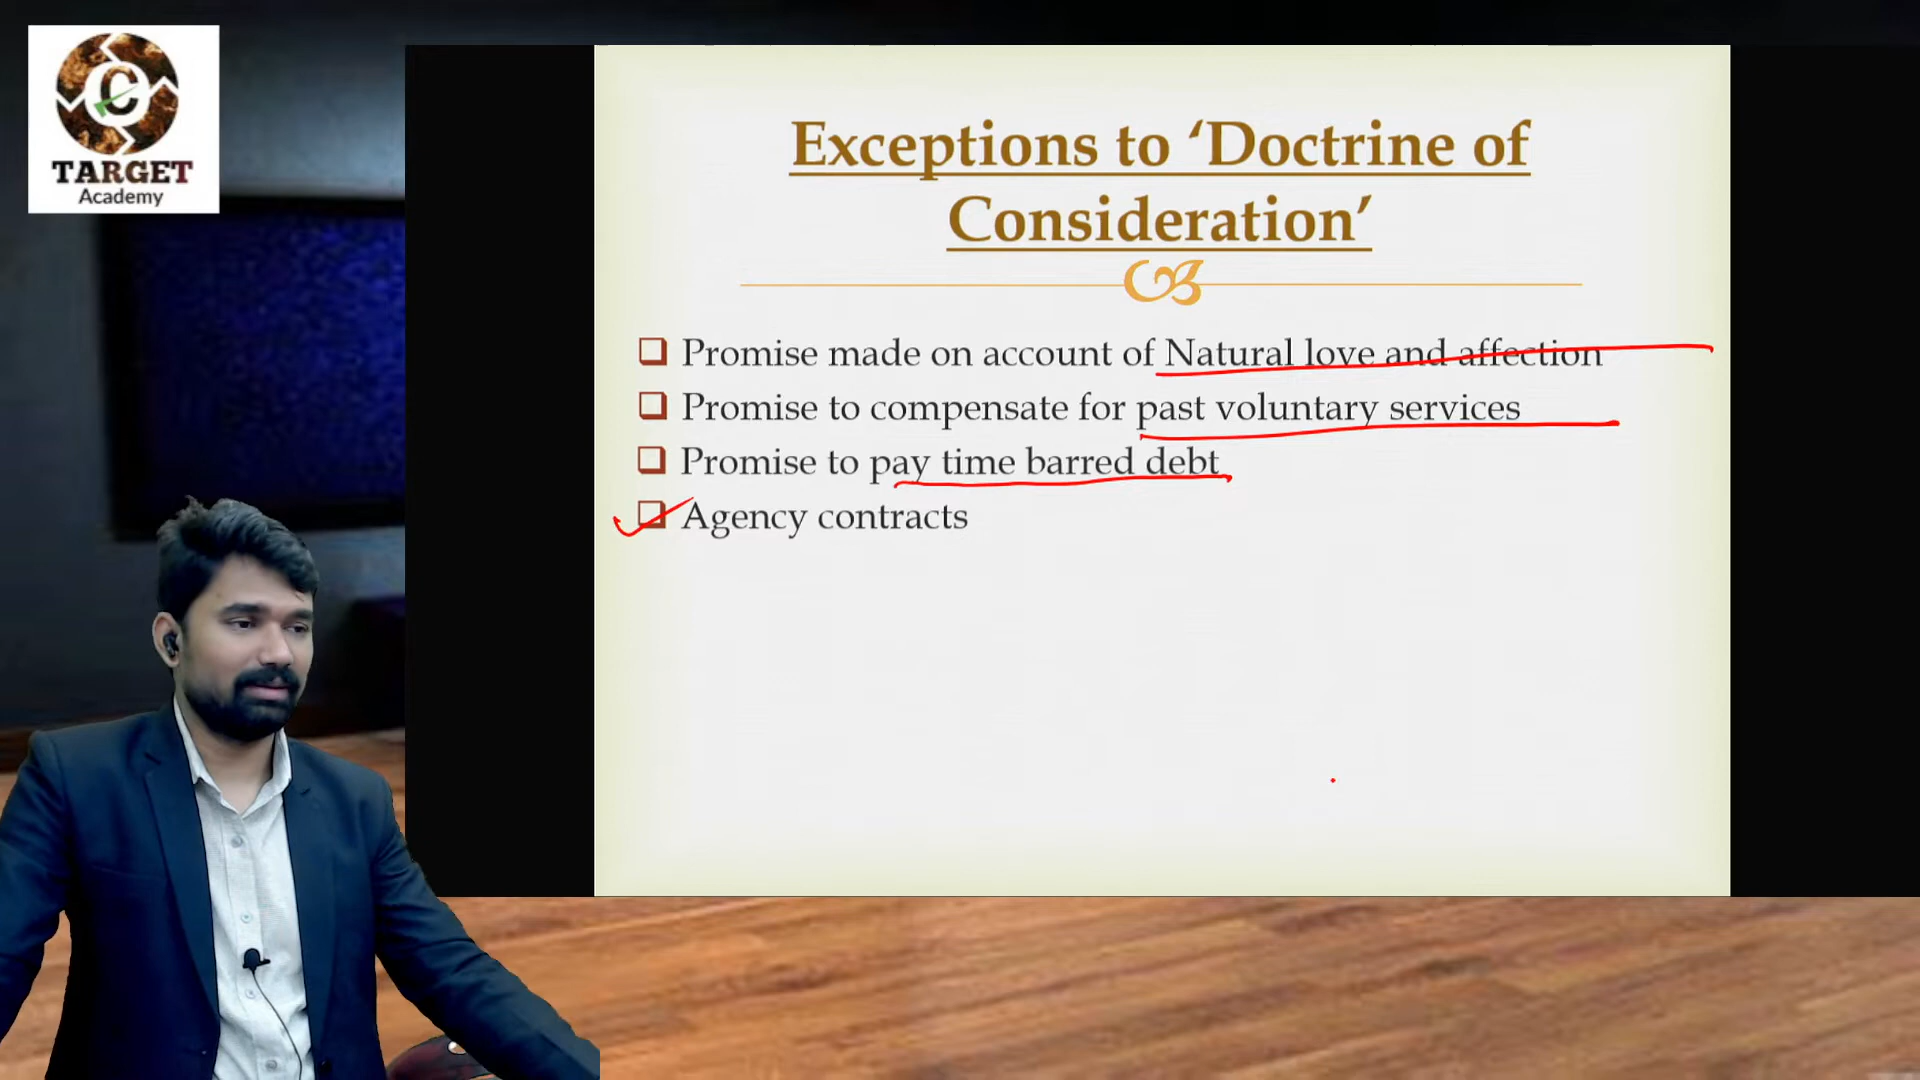 C
TARGET
Academy
Exceptions to ‘Doctrine of
Consideration’
Promise made on account of Natural love and affection
Promise to compensate for past voluntary services
Promise to pay time barred debt
Agency contracts